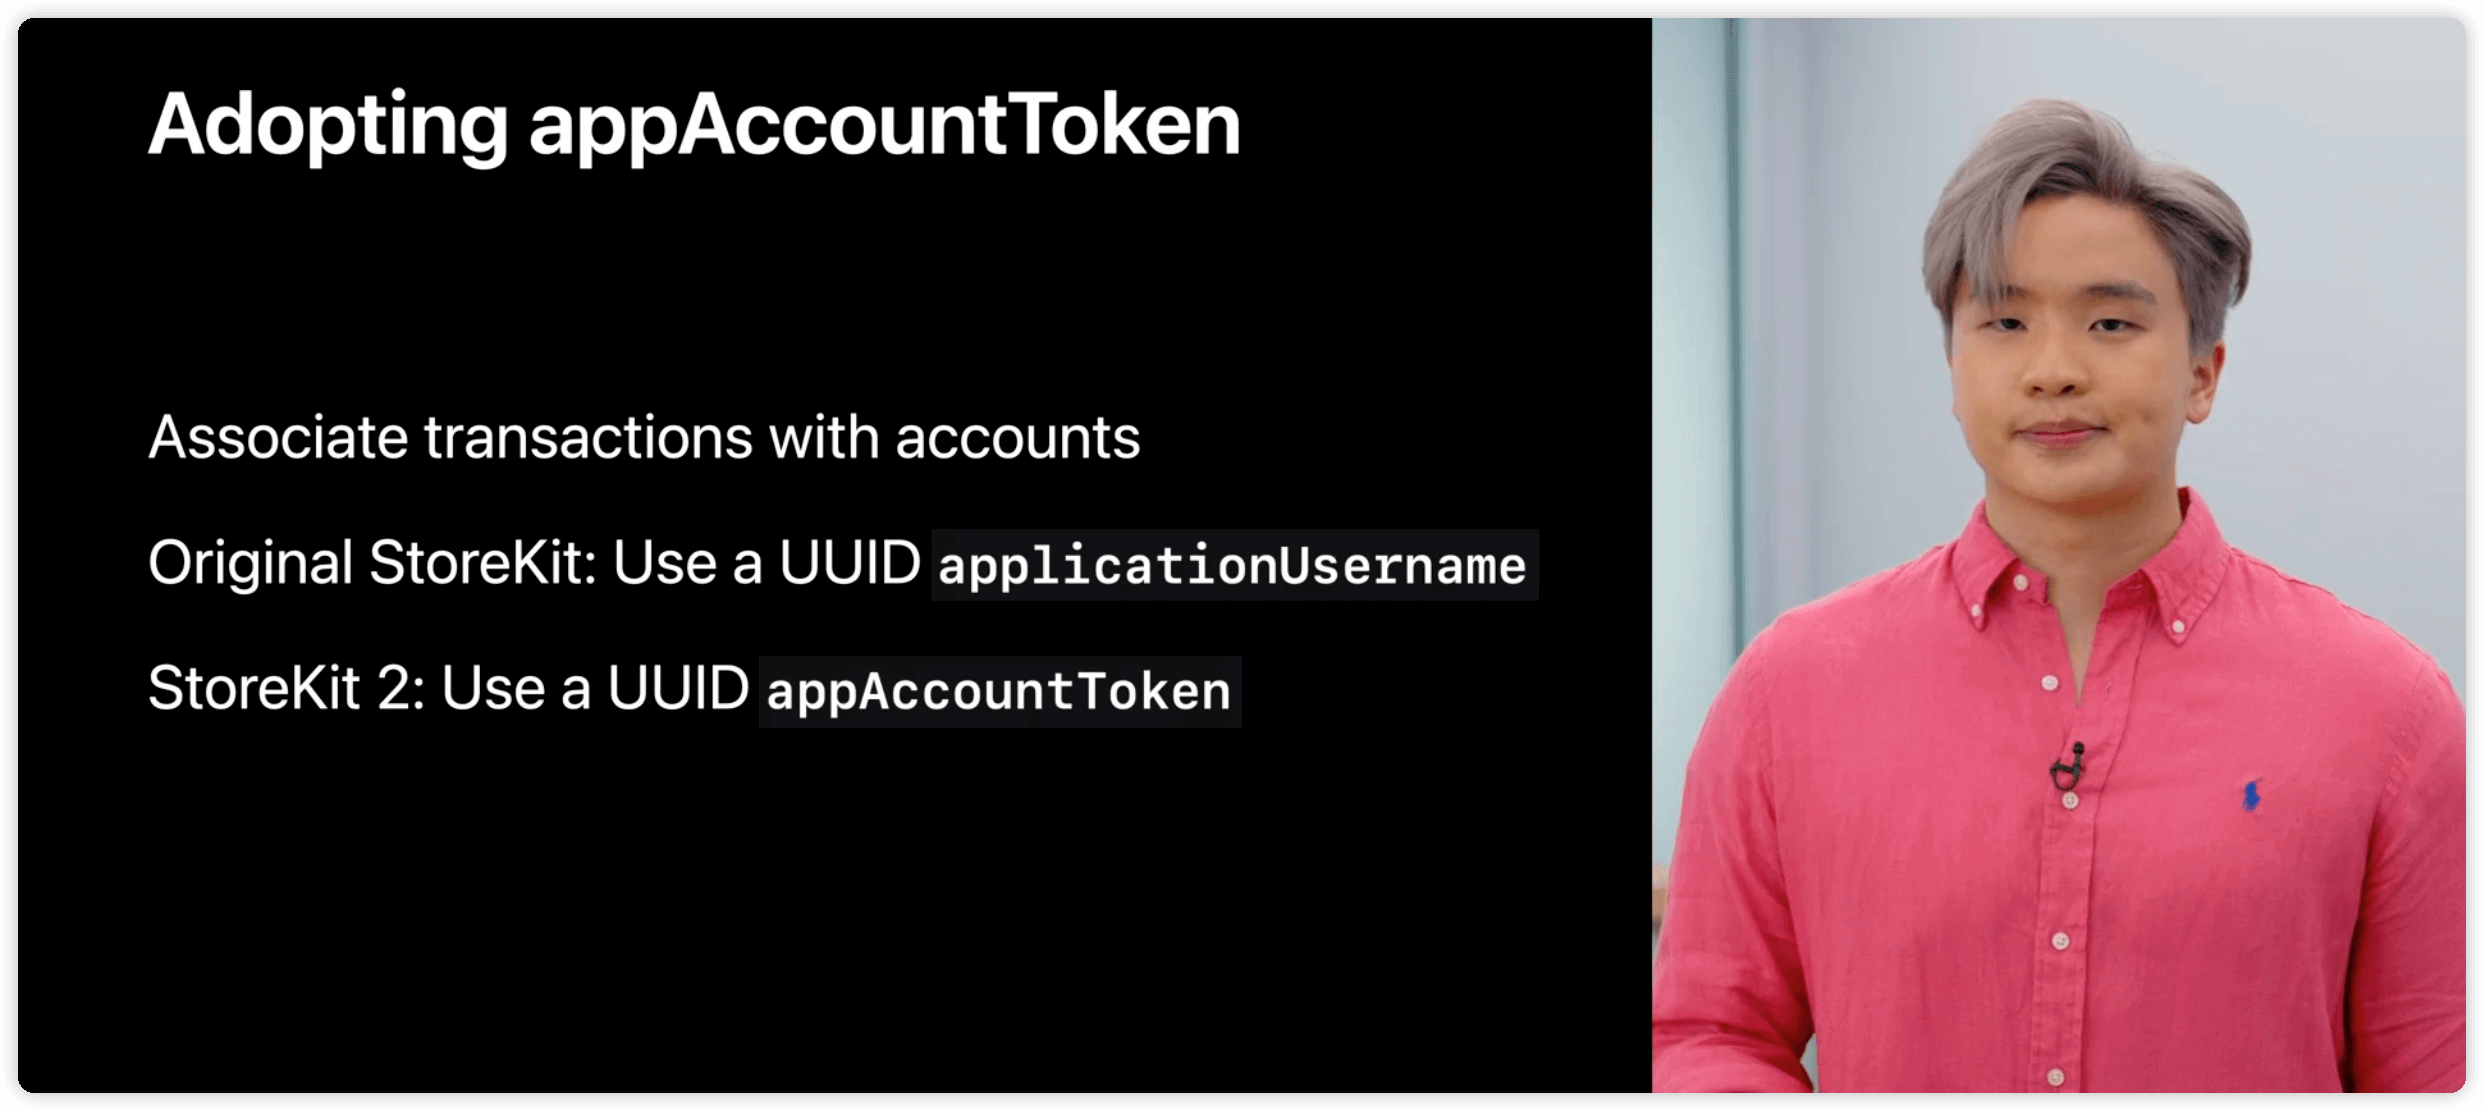 Adopting appAccountToken
Associate transactions with accounts
Original StoreKit: Use a UUID applicationUsername
StoreKit 2: Use a UUID appAccountToken